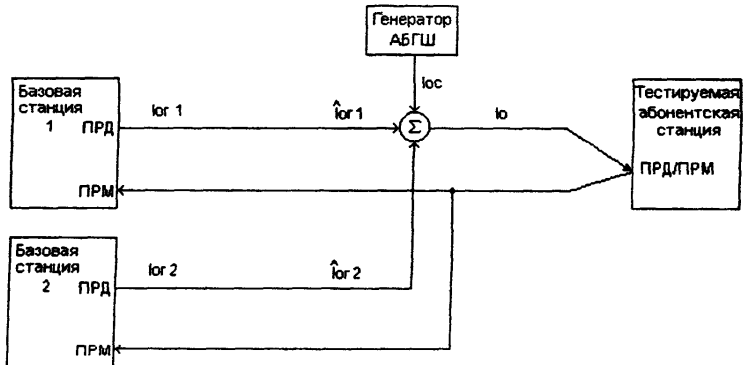 Генератор
АБГШ
Ioc
Базовая
станция
1
ПРД
Ior 1
Îor 1
Σ
Io
Тестируемая
абонентская
станция
ПРД/ПРМ
ПРМ
Базовая
станция
2
ПРД
Ior 2
Îor 2
ПРМ